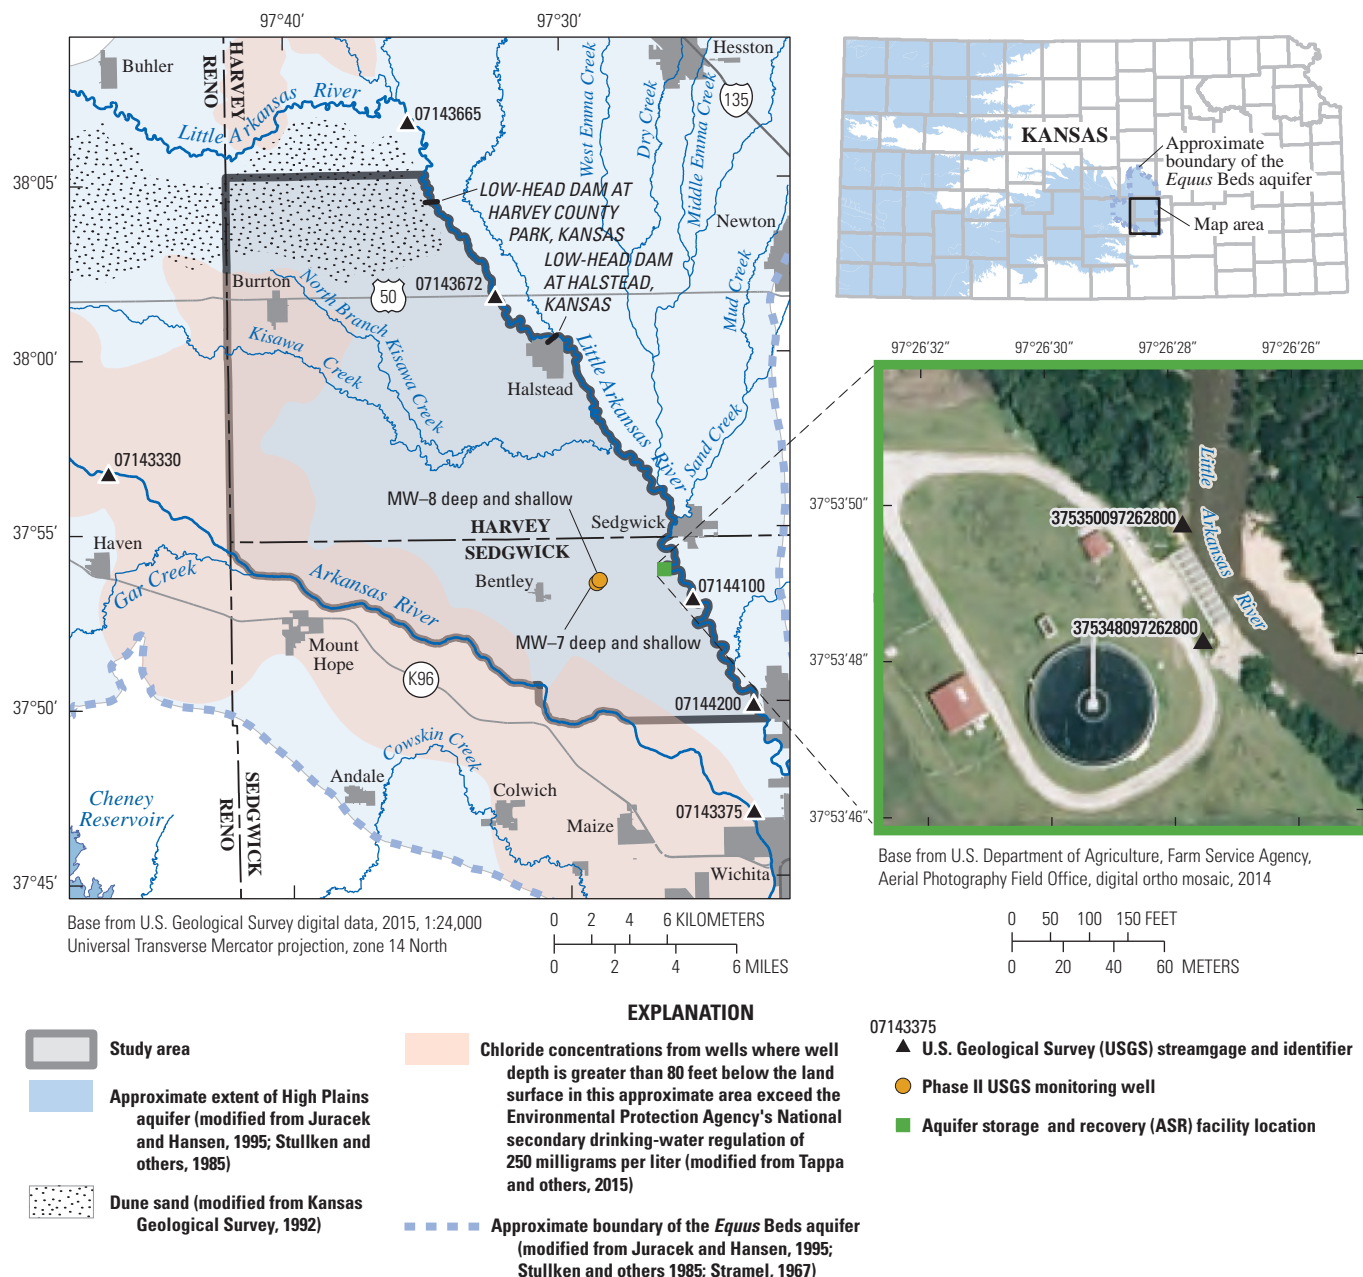 97°40′
97°30′
38°05′
38°00′
37°55′
37°50′
37°45′
Buhler
HARVEY
RENO
Little Arkansas River
07143665
Hesston
135
West Emma Creek
Dry Creek
Middle Emma Creek
LOW-HEAD DAM AT
HARVEY COUNTY
PARK, KANSAS
Newton
LOW-HEAD DAM
AT HALSTEAD,
KANSAS
Mud Creek
07143672
Burrton
50
North Branch Kisawa Creek
Kisawa Creek
Halstead
Little Arkansas River
Sand Creek
07143330
MW–8 deep and shallow
HARVEY
SEDGWICK
Sedgwick
Haven
Gar Creek
Arkansas River
Bentley
07144100
MW–7 deep and shallow
Mount
Hope
K96
07144200
Cowskin Creek
SEDGWICK
RENO
Andale
Colwich
Cheney
Reservoir
Maize
07143375
Wichita
KANSAS
Approximate
boundary of the
Equus Beds aquifer
Map area
97°26′32″
97°26′30″
97°26′28″
97°26′26″
37°53′50″
37°53′48″
37°53′46″
Little Arkansas River
375350097262800
375348097262800
Base from U.S. Department of Agriculture, Farm Service Agency,
Aerial Photography Field Office, digital ortho mosaic, 2014
0 50 100 150 FEET
0 20 40 60 METERS
Base from U.S. Geological Survey digital data, 2015, 1:24,000
Universal Transverse Mercator projection, zone 14 North
0 2 4 6 KILOMETERS
0 2 4 6 MILES
EXPLANATION
Study area
Approximate extent of High Plains
aquifer (modified from Juracek
and Hansen, 1995; Stullken and
others, 1985)
Dune sand (modified from Kansas
Geological Survey, 1992)
Chloride concentrations from wells where well
depth is greater than 80 feet below the land
surface in this approximate area exceed the
Environmental Protection Agency's National
secondary drinking-water regulation of
250 milligrams per liter (modified from Tappa
and others, 2015)
Approximate boundary of the Equus Beds aquifer
(modified from Juracek and Hansen, 1995;
Stullken and others 1985; Stramel, 1967)
07143375
U.S. Geological Survey (USGS) streamgage and identifier
Phase II USGS monitoring well
Aquifer storage and recovery (ASR) facility location